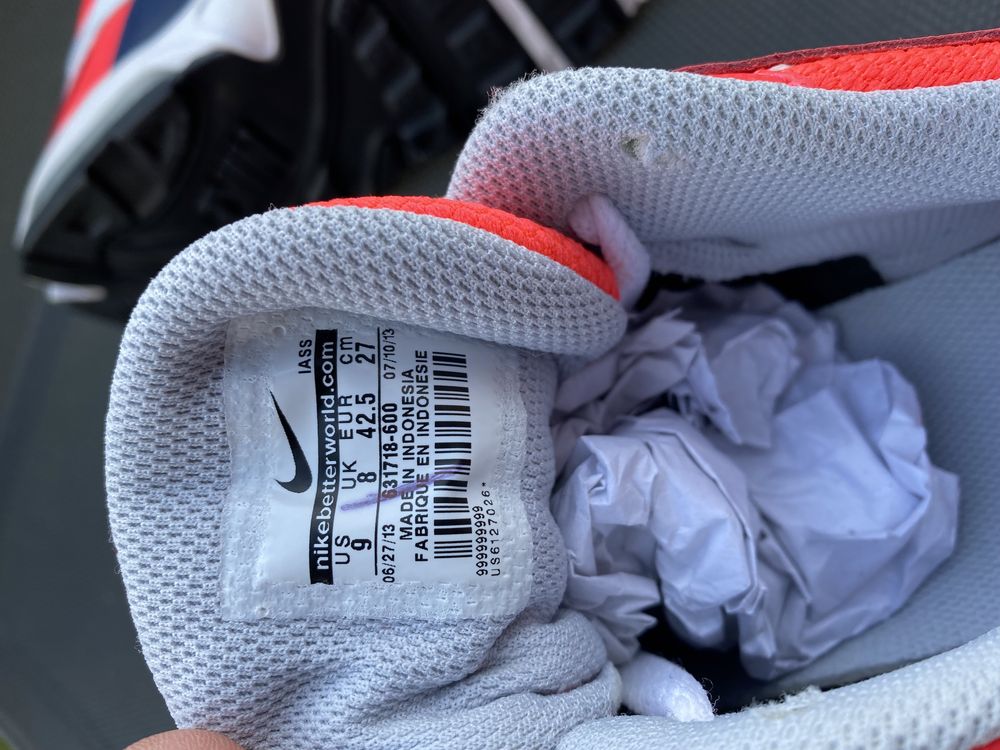 IASS
nikebetterworld.com
US UK EUR cm
9 8 42.5 27
06/27/13 631718-600 07/10/13
MADE IN INDONESIA
FABRIQUE EN INDONESIE
9999999999
US6127026*